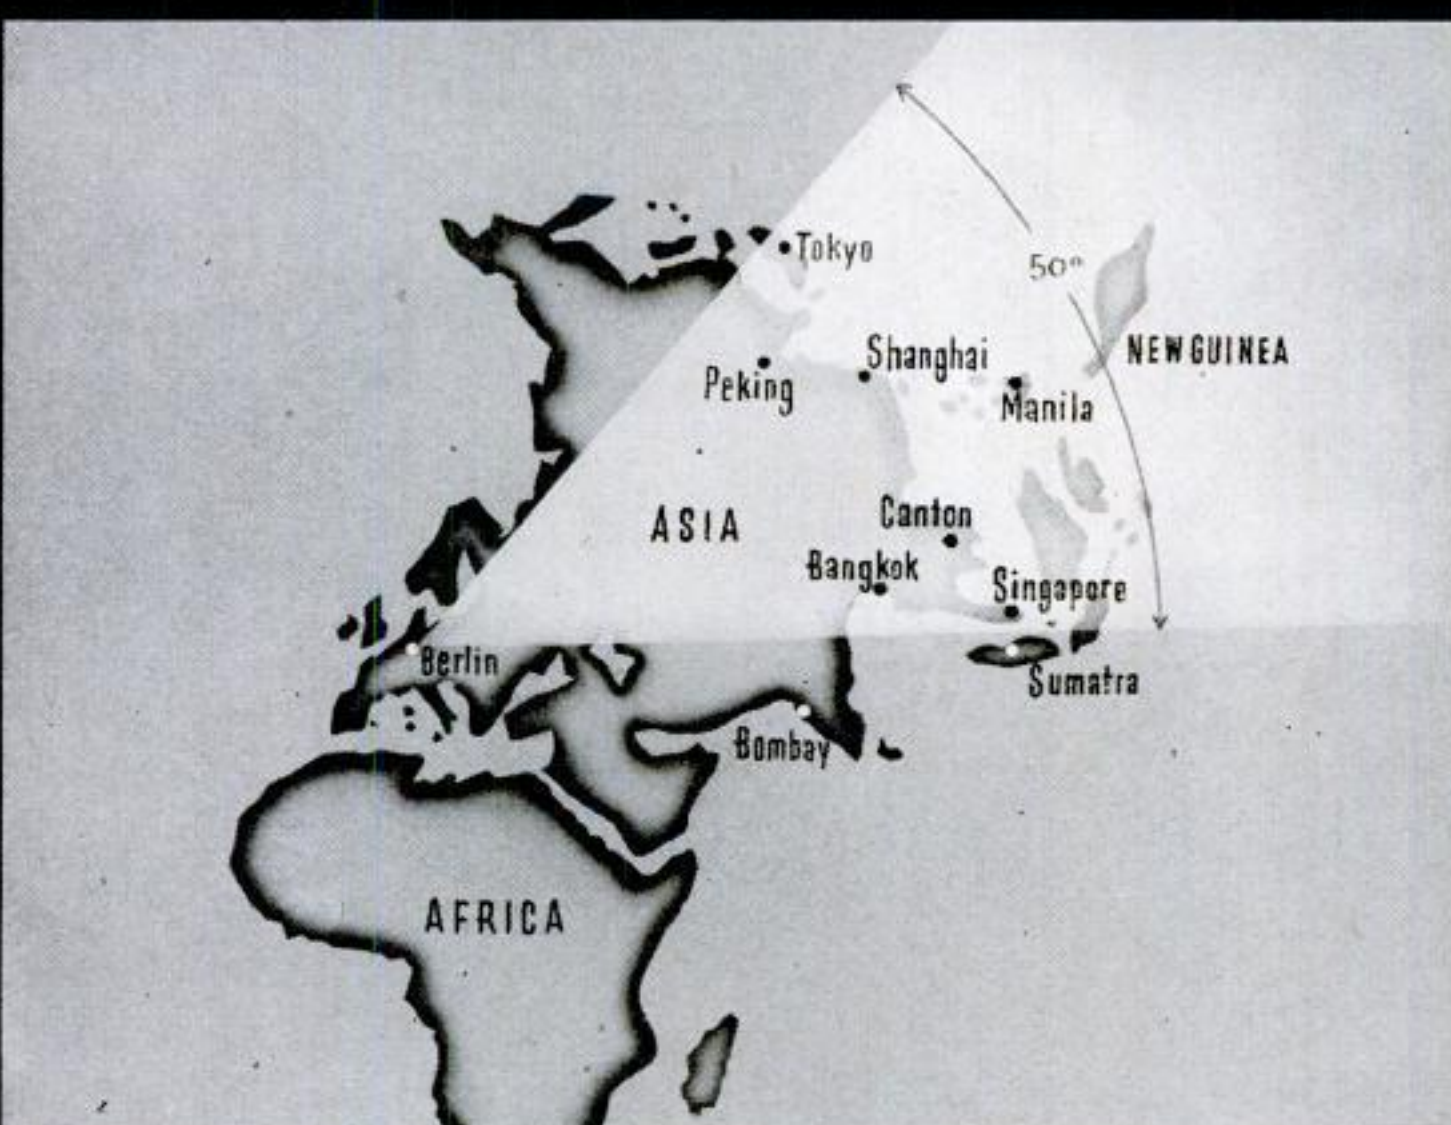 Tokyo
50°
NEW GUINEA
Shanghai
Peking
Manila
ASIA
Canton
Bangkok
Singapore
Berlin
Sumatra
Bombay
AFRICA